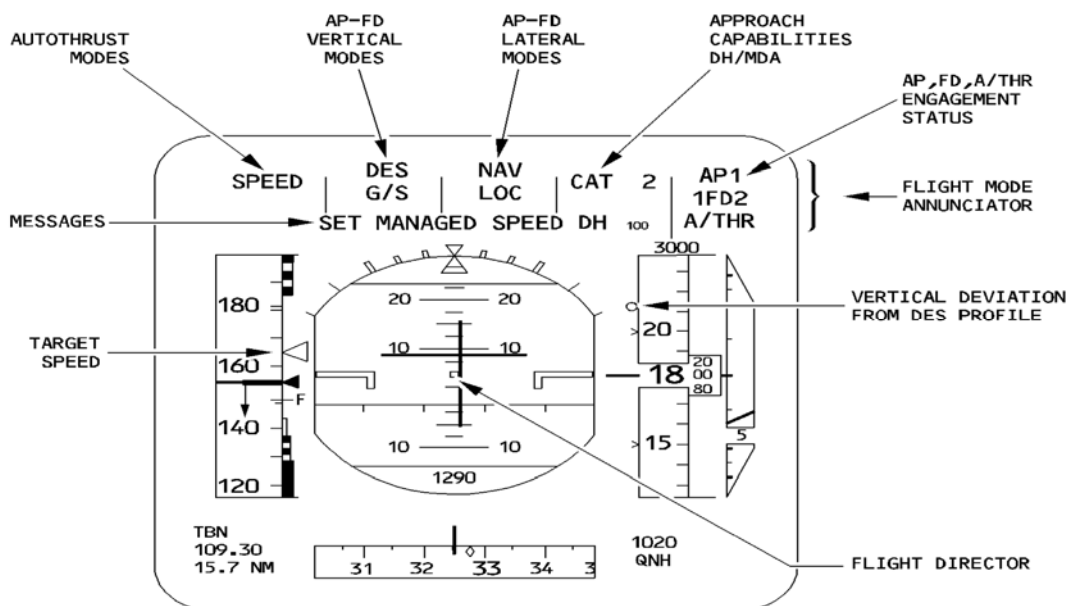 AUTOTHRUST
MODES
AP-FD
VERTICAL
MODES
AP-FD
LATERAL
MODES
APPROACH
CAPABILITIES
DH/MDA
AP,FD,A/THR
ENGAGEMENT
STATUS
SPEED
DES
G/S
NAV
LOC
CAT 2
AP1
1FD2
A/THR
FLIGHT MODE
ANNUNCIATOR
MESSAGES
SET MANAGED SPEED DH 100
3000
180
160
140
120
F
TARGET
SPEED
20 20
10 10
10 10
1290
20
18
20
00
80
15
5
VERTICAL DEVIATION
FROM DES PROFILE
TBN
109.30
15.7 NM
31 32 33 34 3
1020
QNH
FLIGHT DIRECTOR